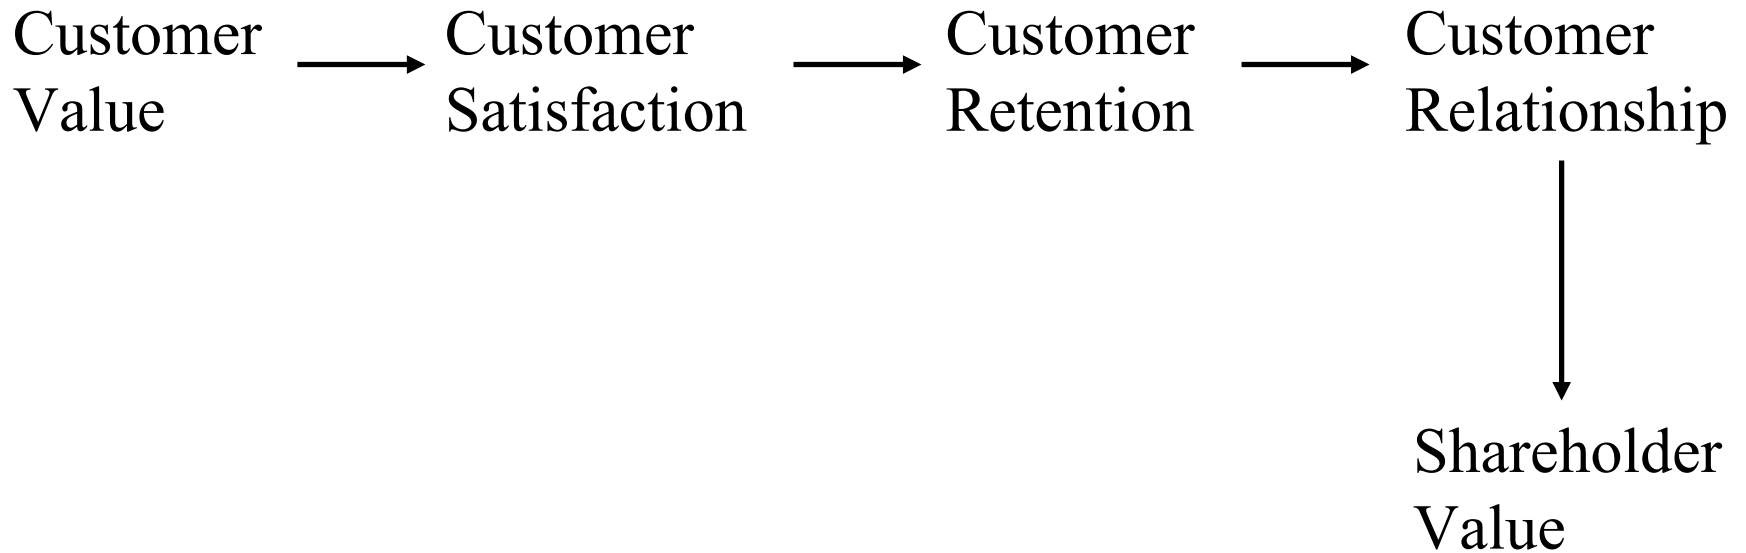 Customer
Value
Customer
Satisfaction
Customer
Retention
Customer
Relationship
Shareholder
Value